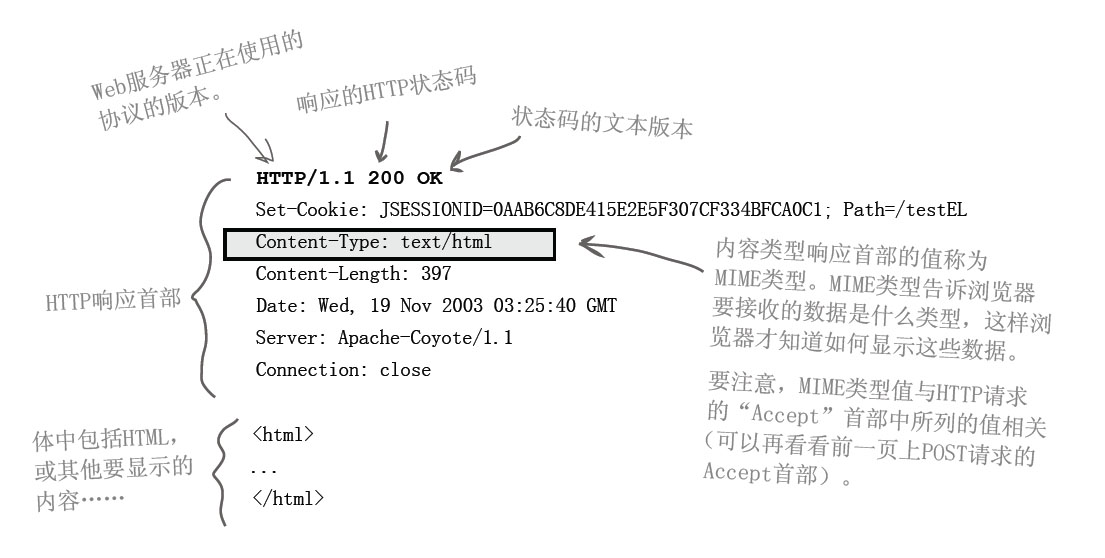 Web服务器正在使用的
协议的版本。
响应的HTTP状态码
状态码的文本版本
HTTP/1.1 200 OK
Set-Cookie: JSESSIONID=0AAB6C8DE415E2E5F307CF334BFCA0C1; Path=/testEL
Content-Type: text/html
Content-Length: 397
Date: Wed, 19 Nov 2003 03:25:40 GMT
Server: Apache-Coyote/1.1
Connection: close
HTTP响应首部
内容类型响应首部的值称为
MIME类型。MIME类型告诉浏览器
要接收的数据是什么类型，这样浏
览器才知道如何显示这些数据。
要注意，MIME类型值与HTTP请求
的“Accept”首部中所列的值相关
（可以再看看前一页上POST请求的
Accept首部）。
体中包括HTML，
或其他要显示的
内容……
<html>
...
</html>